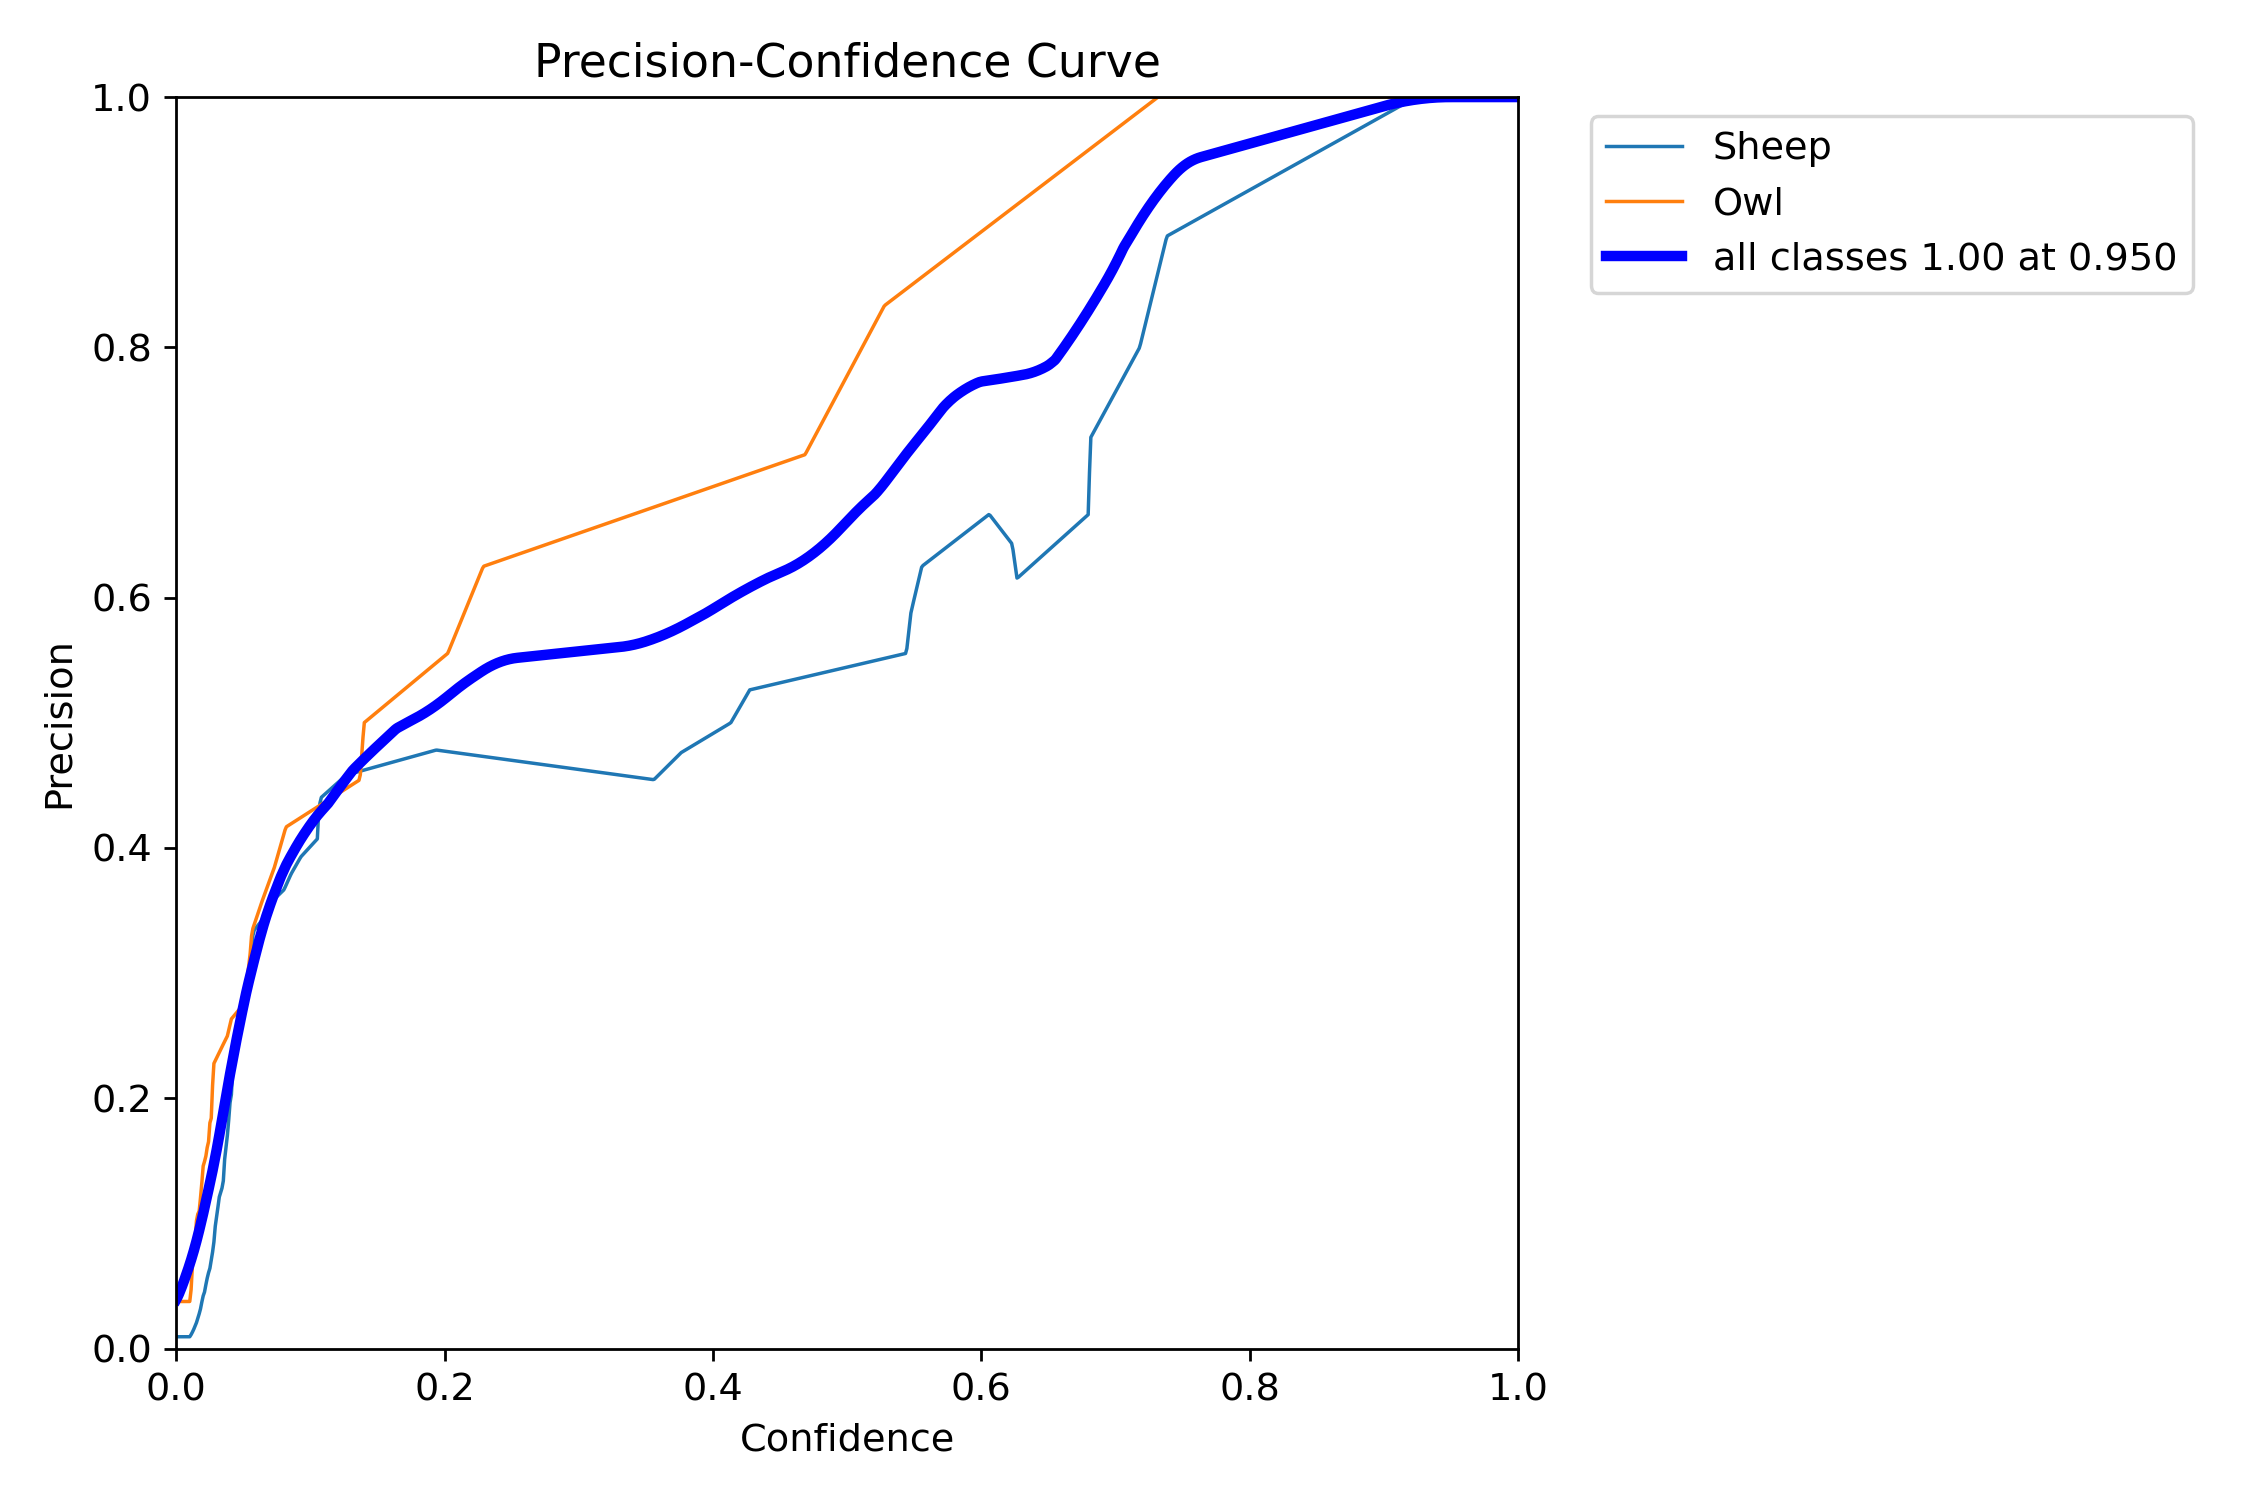 Precision-Confidence Curve
1.0
0.8
0.6
0.4
0.2
0.0
Precision
0.0 0.2 0.4 0.6 0.8 1.0
Confidence
Sheep
Owl
all classes 1.00 at 0.950